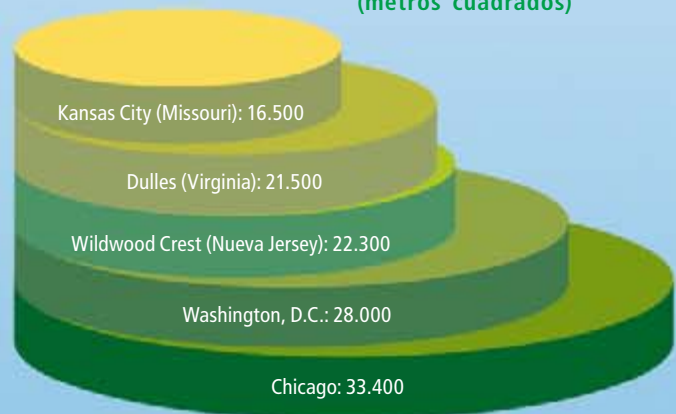 (metros cuadrados)
Kansas City (Missouri): 16.500
Dulles (Virginia): 21.500
Wildwood Crest (Nueva Jersey): 22.300
Washington, D.C.: 28.000
Chicago: 33.400